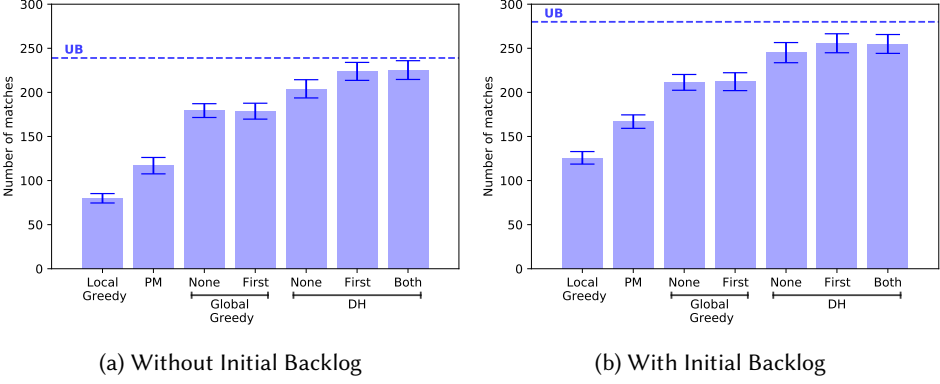 300
250
200
150
100
50
0
Number of matches
UB
Local
Greedy
PM
None
First
Global
Greedy
None
First
Both
DH
(a) Without Initial Backlog
300
250
200
150
100
50
0
Number of matches
UB
Local
Greedy
PM
None
First
Global
Greedy
None
First
Both
DH
(b) With Initial Backlog